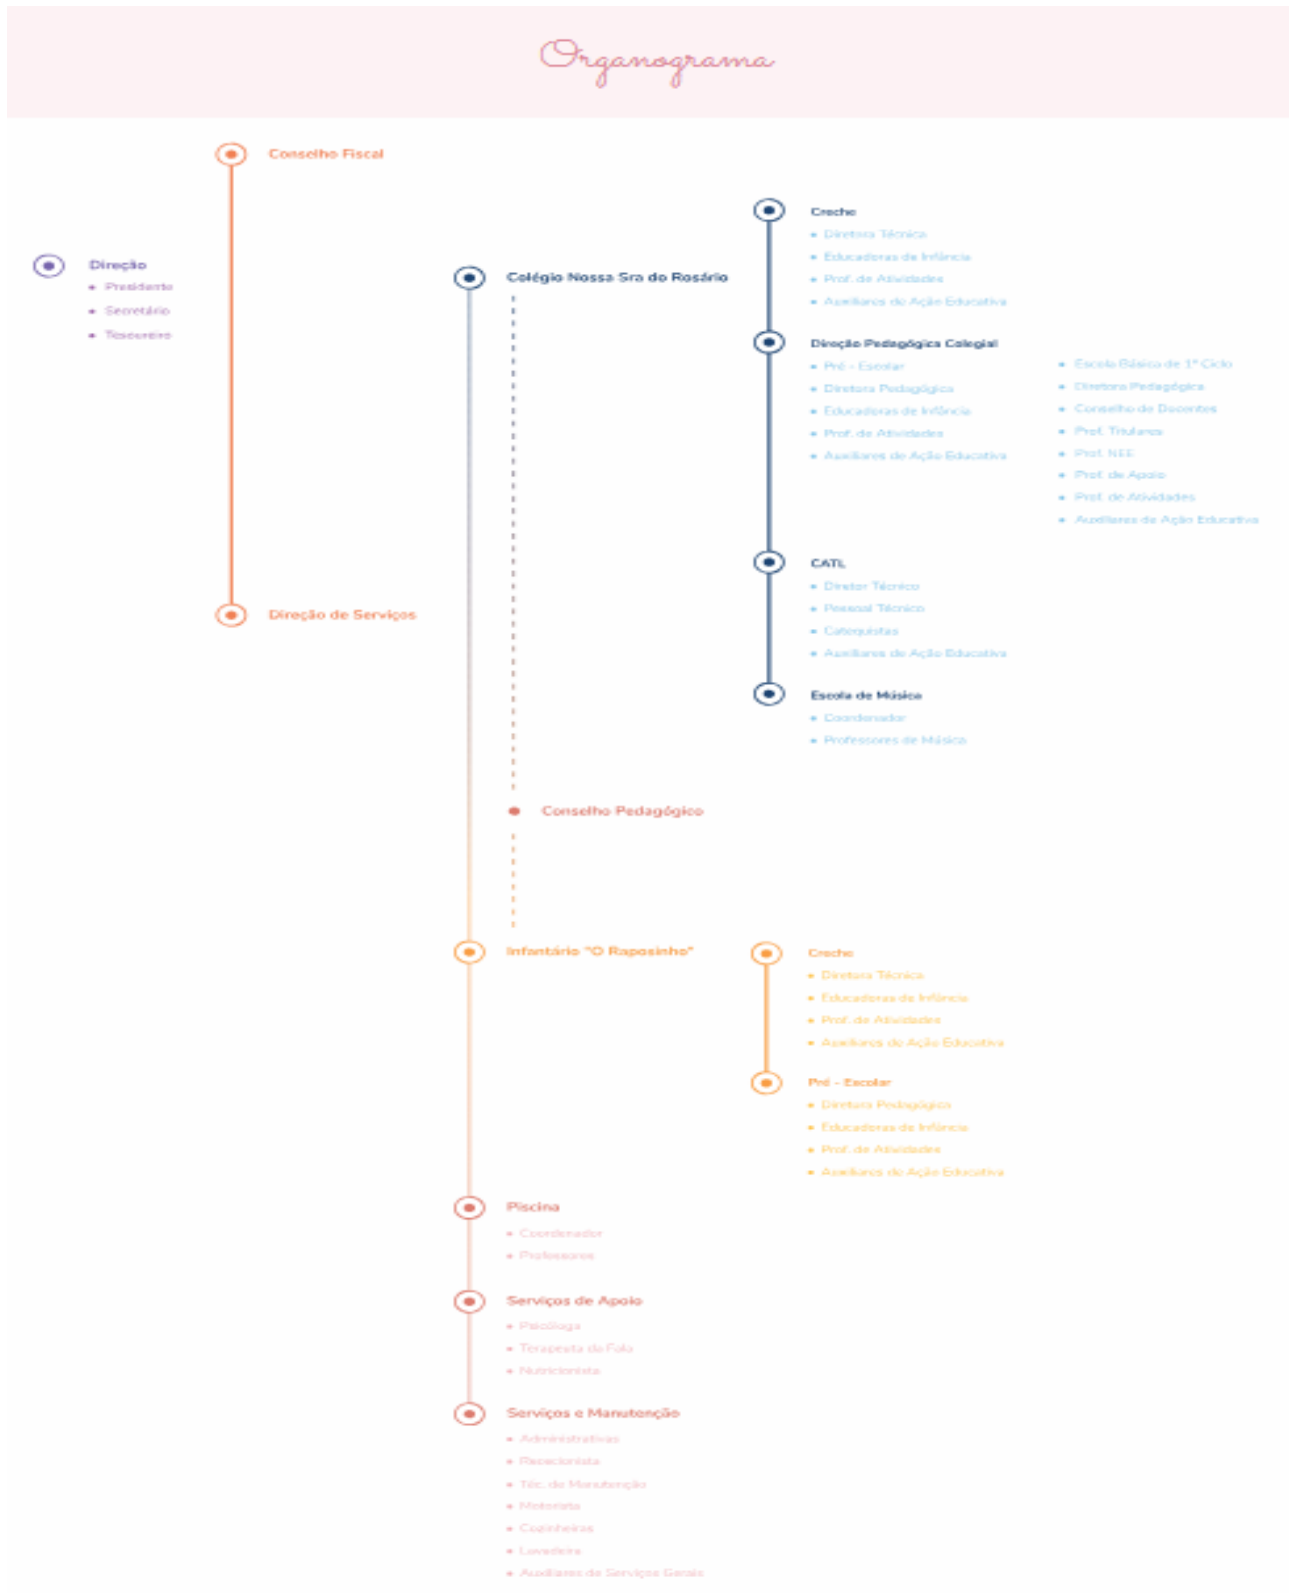 Organograma
Conselho Fiscal
Direção
• Presidente
• Secretário
• Tesoureiro
Direção de Serviços
Colégio Nossa Sra do Rosário
Creche
• Diretora Técnica
• Educadoras de Infância
• Prof. de Atividades
• Auxiliares de Ação Educativa
Direção Pedagógica Colegial
• Pré - Escolar
• Diretora Pedagógica
• Educadoras de Infância
• Prof. de Atividades
• Auxiliares de Ação Educativa
• Escola Básica de 1º Ciclo
• Diretora Pedagógica
• Conselho de Docentes
• Prof. Titulares
• Prof. NEE
• Prof. de Apoio
• Prof. de Atividades
• Auxiliares de Ação Educativa
CATL
• Diretor Técnico
• Pessoal Técnico
• Catequistas
• Auxiliares de Ação Educativa
Escola de Música
• Coordenador
• Professores de Música
Conselho Pedagógico
Infantário "O Raposinho"
Creche
• Diretora Técnica
• Educadoras de Infância
• Prof. de Atividades
• Auxiliares de Ação Educativa
Pré - Escolar
• Diretora Pedagógica
• Educadoras de Infância
• Prof. de Atividades
• Auxiliares de Ação Educativa
Piscina
• Coordenador
• Professores
Serviços de Apoio
• Psicóloga
• Terapeuta da Fala
• Nutricionista
Serviços e Manutenção
• Administrativas
• Rececionista
• Téc. de Manutenção
• Motorista
• Cozinheiras
• Lavadeira
• Auxiliares de Serviços Gerais